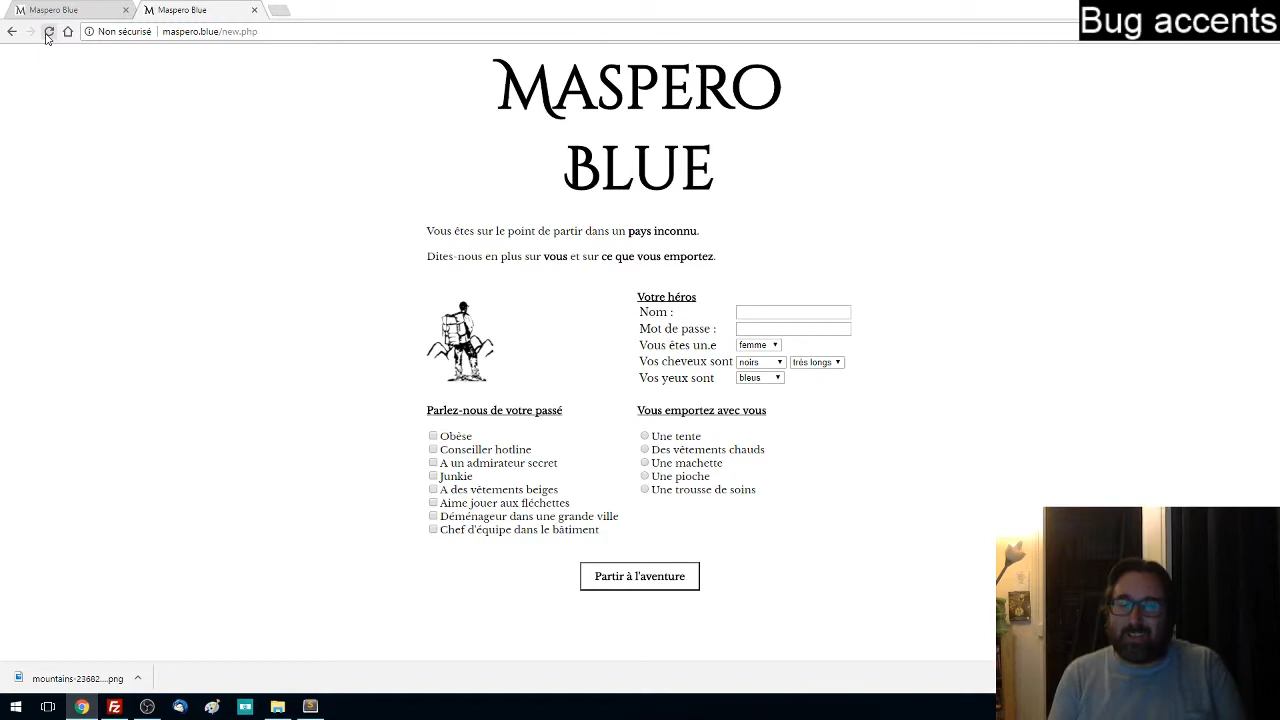 Maspero Blue
Maspero Blue
Bug accents
Non sécurisé
maspero.blue/new.php
MASPERO
BLUE
Vous êtes sur le point de partir dans un pays inconnu.
Dites-nous en plus sur vous et sur ce que vous emportez.
Votre héros
Nom :
Mot de passe :
Vous êtes un.e femme
Vos cheveux sont noirs trés longs
Vos yeux sont bleus
Parlez-nous de votre passé
Obèse
Conseiller hotline
A un admirateur secret
Junkie
A des vêtements beiges
Aime jouer aux fléchettes
Déménageur dans une grande ville
Chef d'équipe dans le bâtiment
Vous emportez avec vous
Une tente
Des vêtements chauds
Une machette
Une pioche
Une trousse de soins
Partir à l'aventure
mountains-23682....png